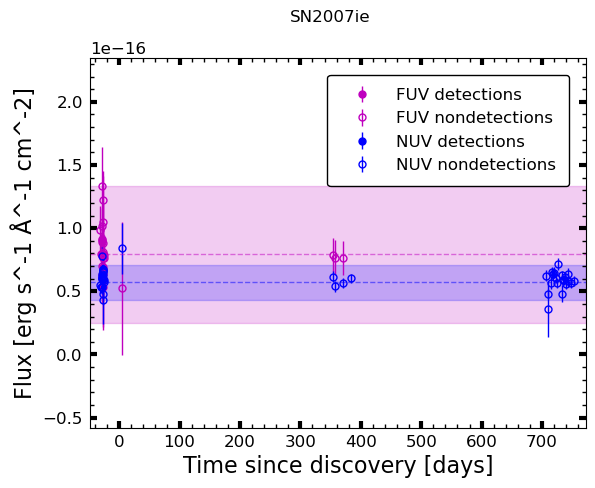 SN2007ie
1e−16
FUV detections
FUV nondetections
NUV detections
NUV nondetections
2.0
1.5
1.0
0.5
0.0
−0.5
Flux [erg s^-1 Å^-1 cm^-2]
0 100 200 300 400 500 600 700
Time since discovery [days]